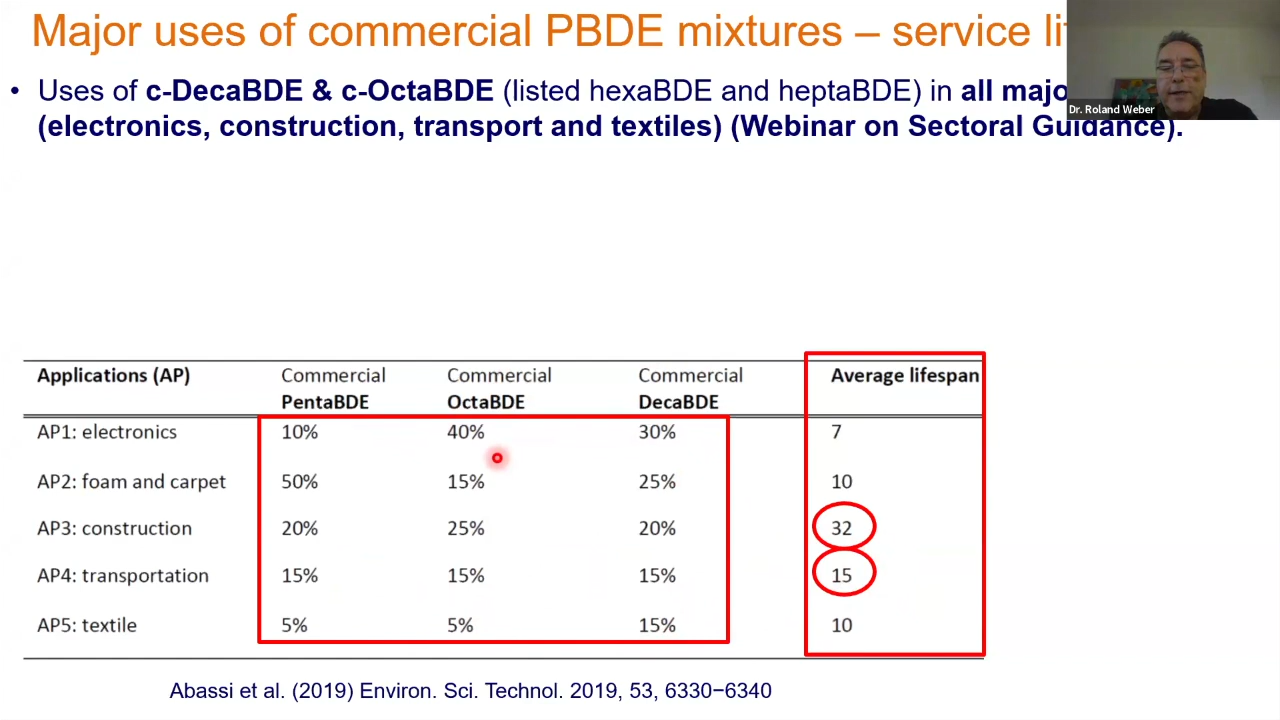 Major uses of commercial PBDE mixtures – service
• Uses of c-DecaBDE & c-OctaBDE (listed hexaBDE and heptaBDE) in all
(electronics, construction, transport and textiles) (Webinar on Sectoral Guidance).
Dr. Roland Weber
Applications (AP) Commercial PentaBDE Commercial OctaBDE Commercial DecaBDE Average lifespan
AP1: electronics 10% 40% 30% 7
AP2: foam and carpet 50% 15% 25% 10
AP3: construction 20% 25% 20% 32
AP4: transportation 15% 15% 15% 15
AP5: textile 5% 5% 15% 10
Abassi et al. (2019) Environ. Sci. Technol. 2019, 53, 6330−6340